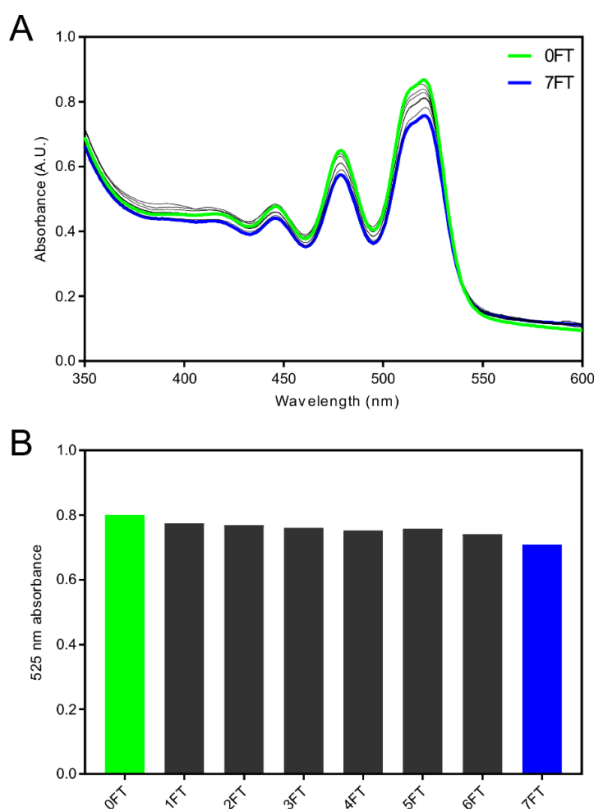 A
1.0
0FT
7FT
0.8
0.6
0.4
0.2
0.0
Absorbance (A.U.)
350 400 450 500 550 600
Wavelength (nm)
B
1.0
0.8
0.6
0.4
0.2
0.0
525 nm absorbance
0FT 1FT 2FT 3FT 4FT 5FT 6FT 7FT